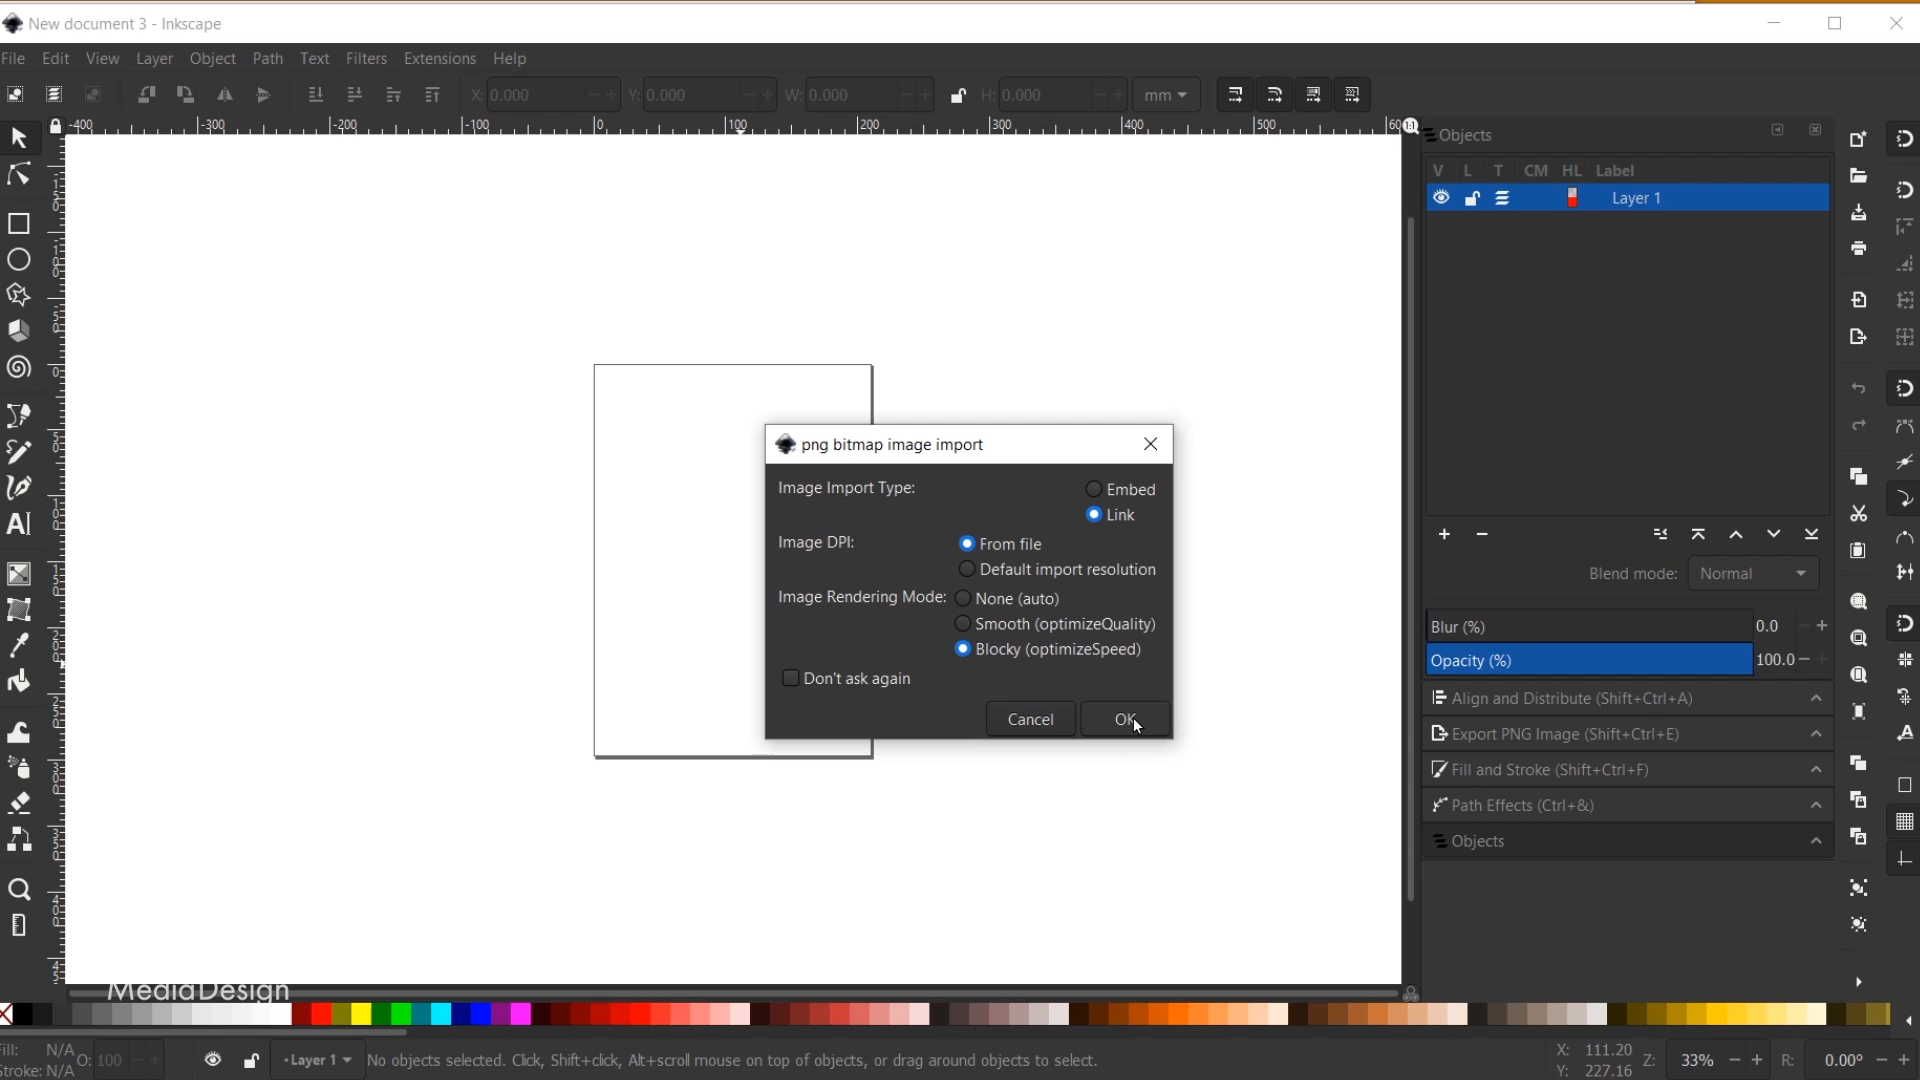 New document 3 - Inkscape
File Edit View Layer Object Path Text Filters Extensions Help
X: 0.000 Y: 0.000 W: 0.000 H: 0.000 mm
-400 -300 -200 -100 0 100 200 300 400 500 60
1:1
Objects
V L T CM HL Label
Layer 1
png bitmap image import
Image Import Type: Embed
Link
Image DPI: From file
Default import resolution
Image Rendering Mode: None (auto)
Smooth (optimizeQuality)
Blocky (optimizeSpeed)
Don't ask again
Cancel OK
Blend mode: Normal
Blur (%) 0.0
Opacity (%) 100.0
Align and Distribute (Shift+Ctrl+A)
Export PNG Image (Shift+Ctrl+E)
Fill and Stroke (Shift+Ctrl+F)
Path Effects (Ctrl+&)
Objects
MediaDesign
Fill: N/A
Stroke: N/A
O: 100
Layer 1
No objects selected. Click, Shift+click, Alt+scroll mouse on top of objects, or drag around objects to select.
X: 111.20
Y: 227.16
Z: 33%
R: 0.00°